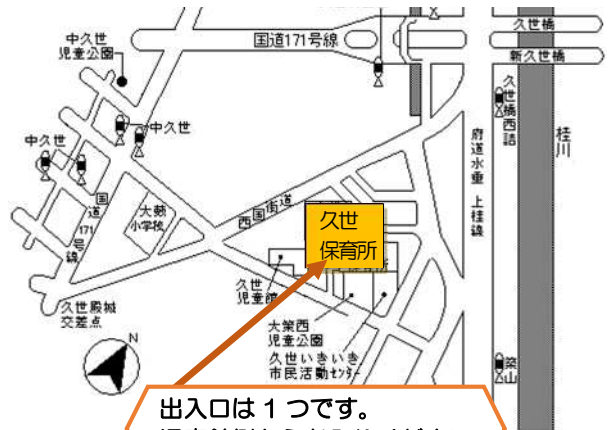 久世橋
国道171号線
新久世橋
中久世
児童公園
久世橋西詰
桂川
中久世
中久世
府道水垂上桂線
国道171号線
大薮
小学校
西国街道
久世
保育所
久世
児童館
久世殿城
交差点
大築西
児童公園
久世いきいき
市民活動センター
築山
N
出入口は1つです。